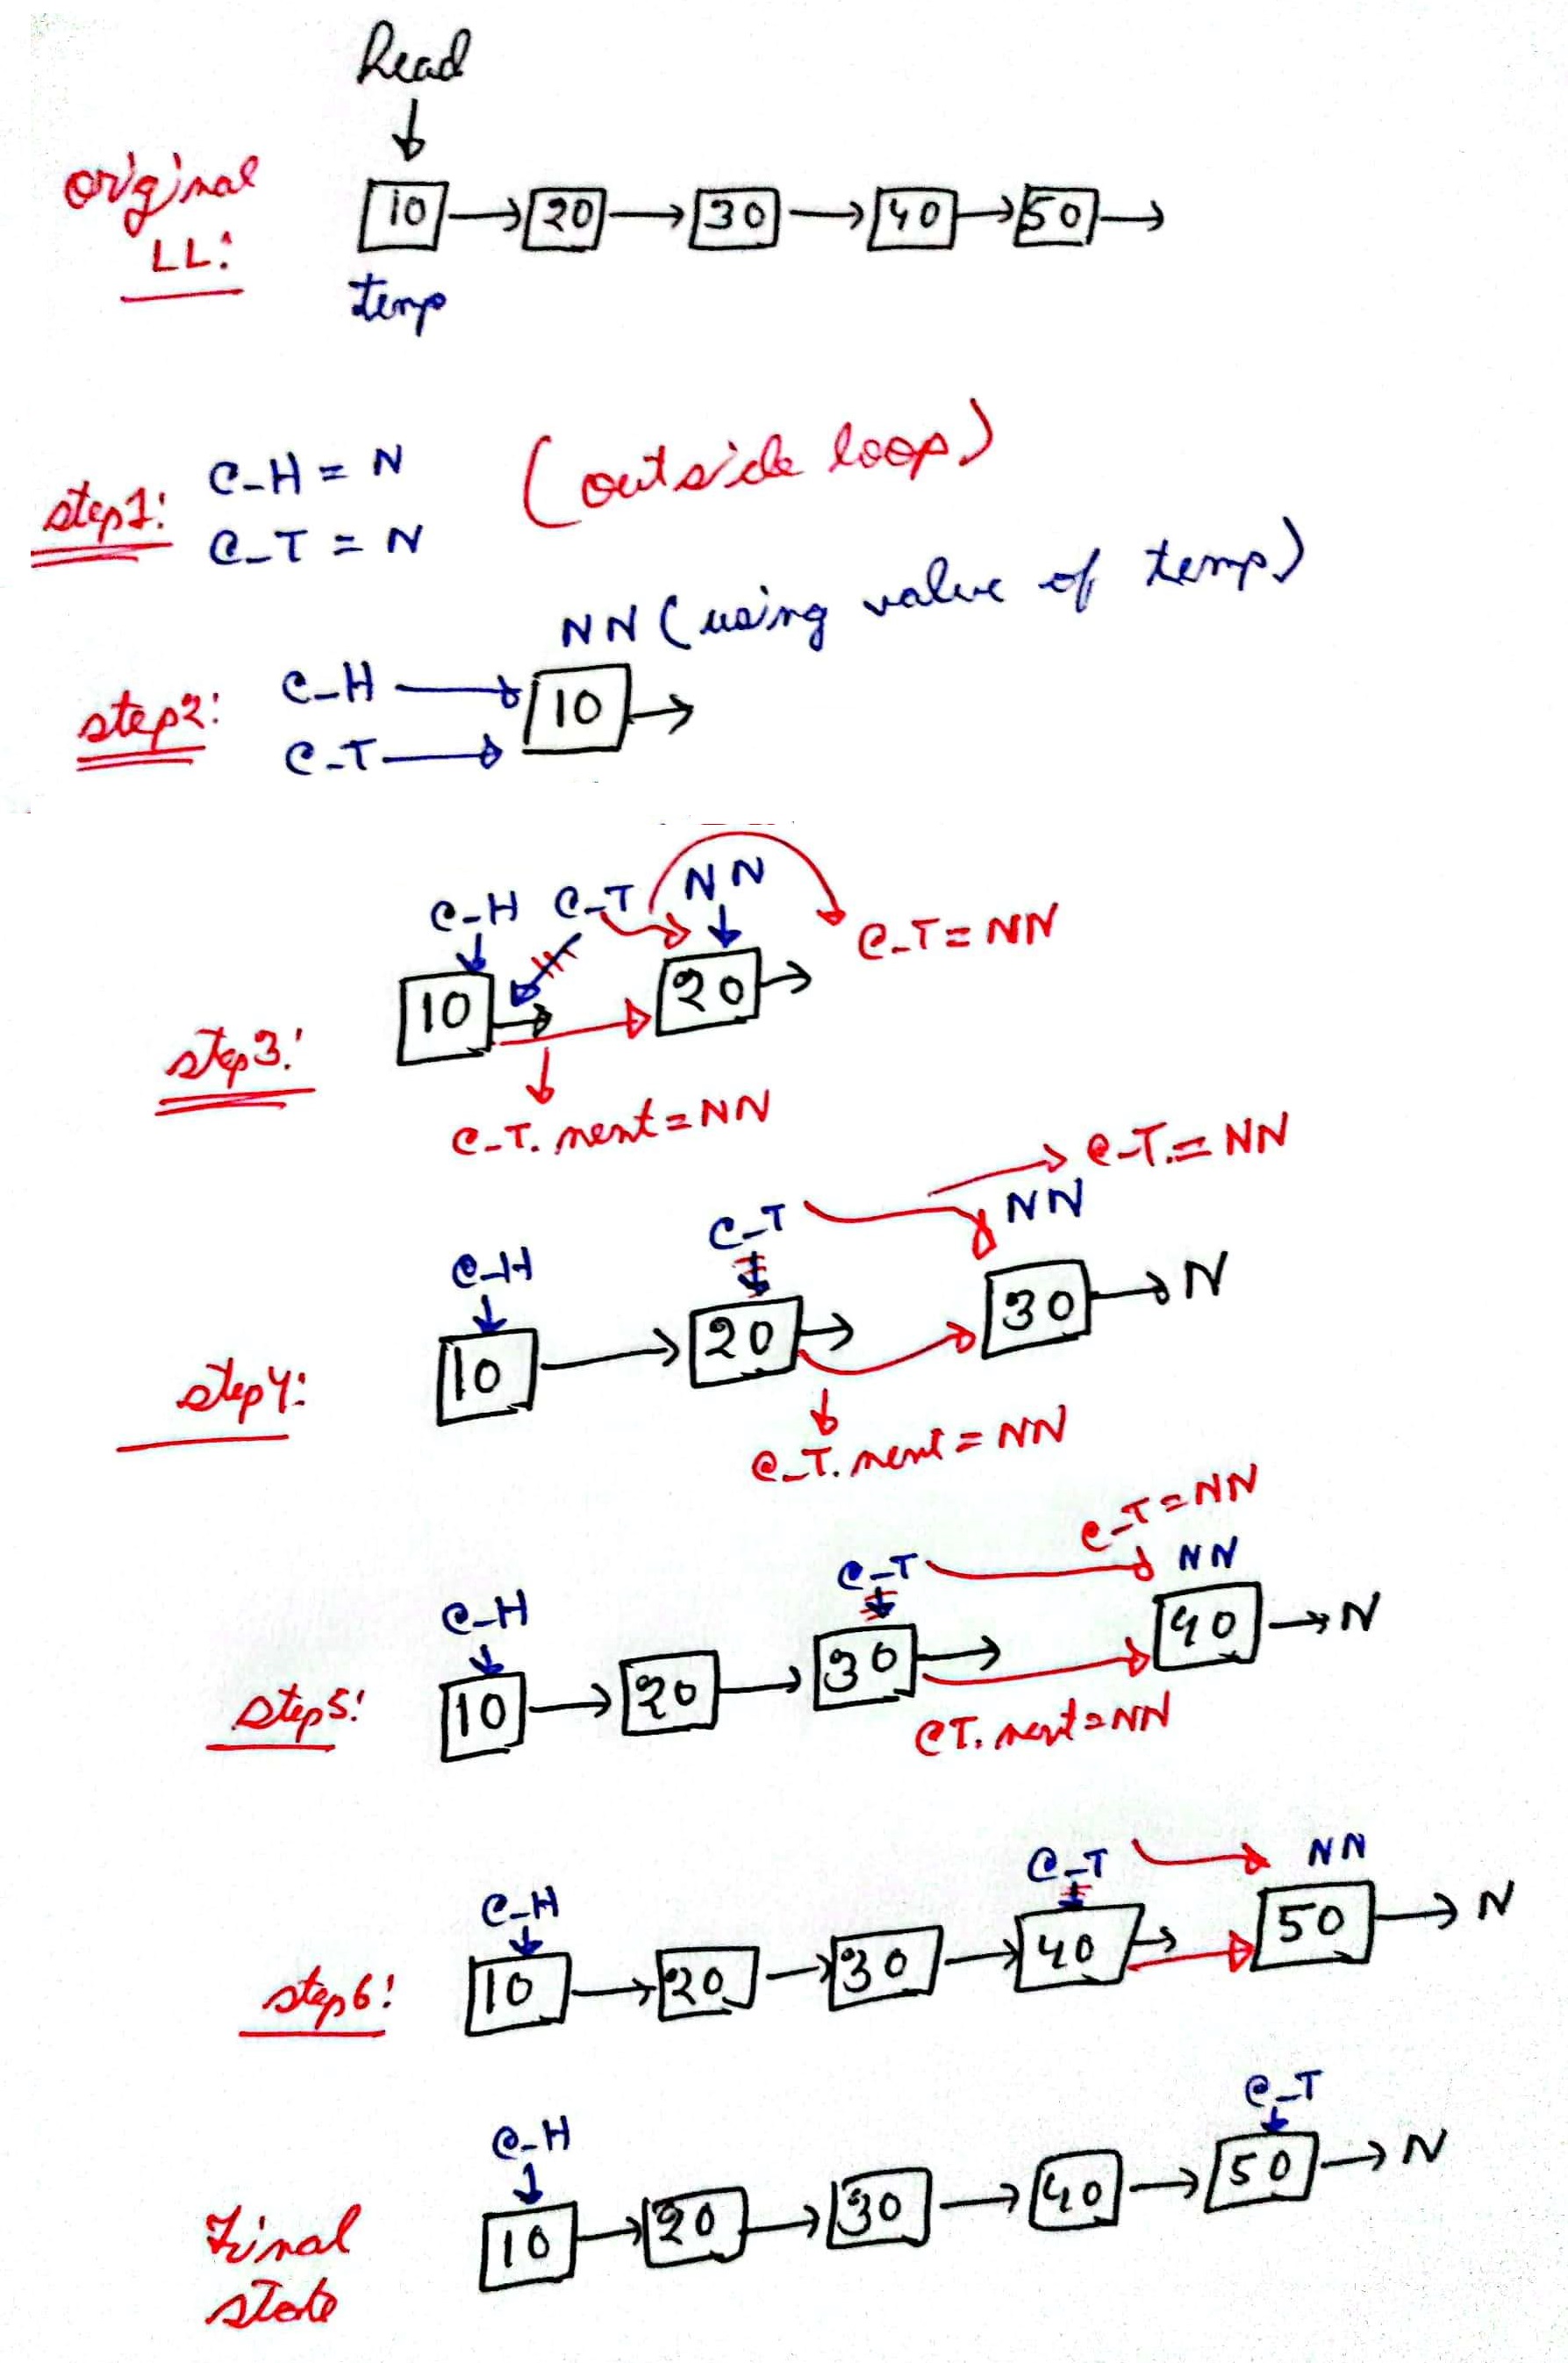 Head
original
LL:
10 → 20 → 30 → 40 → 50 →
temp
step1: C_H = N (outside loop)
C_T = N
NN (using value of temp)
step2: C_H → 10 →
C_T →
C_H C_T NN
C_T = NN
10 20 →
step3:
C_T. next = NN
C_T. = NN
C_T NN
C_H
10 → 20 → 30 → N
step4:
C_T. next = NN
C_T = NN
C_T NN
C_H
10 → 20 → 30 → 40 → N
step5:
CT. next = NN
C_T NN
C_H
10 → 20 → 30 → 40 → 50 → N
step6:
C_T
C_H
10 → 20 → 30 → 40 → 50 → N
Final
state